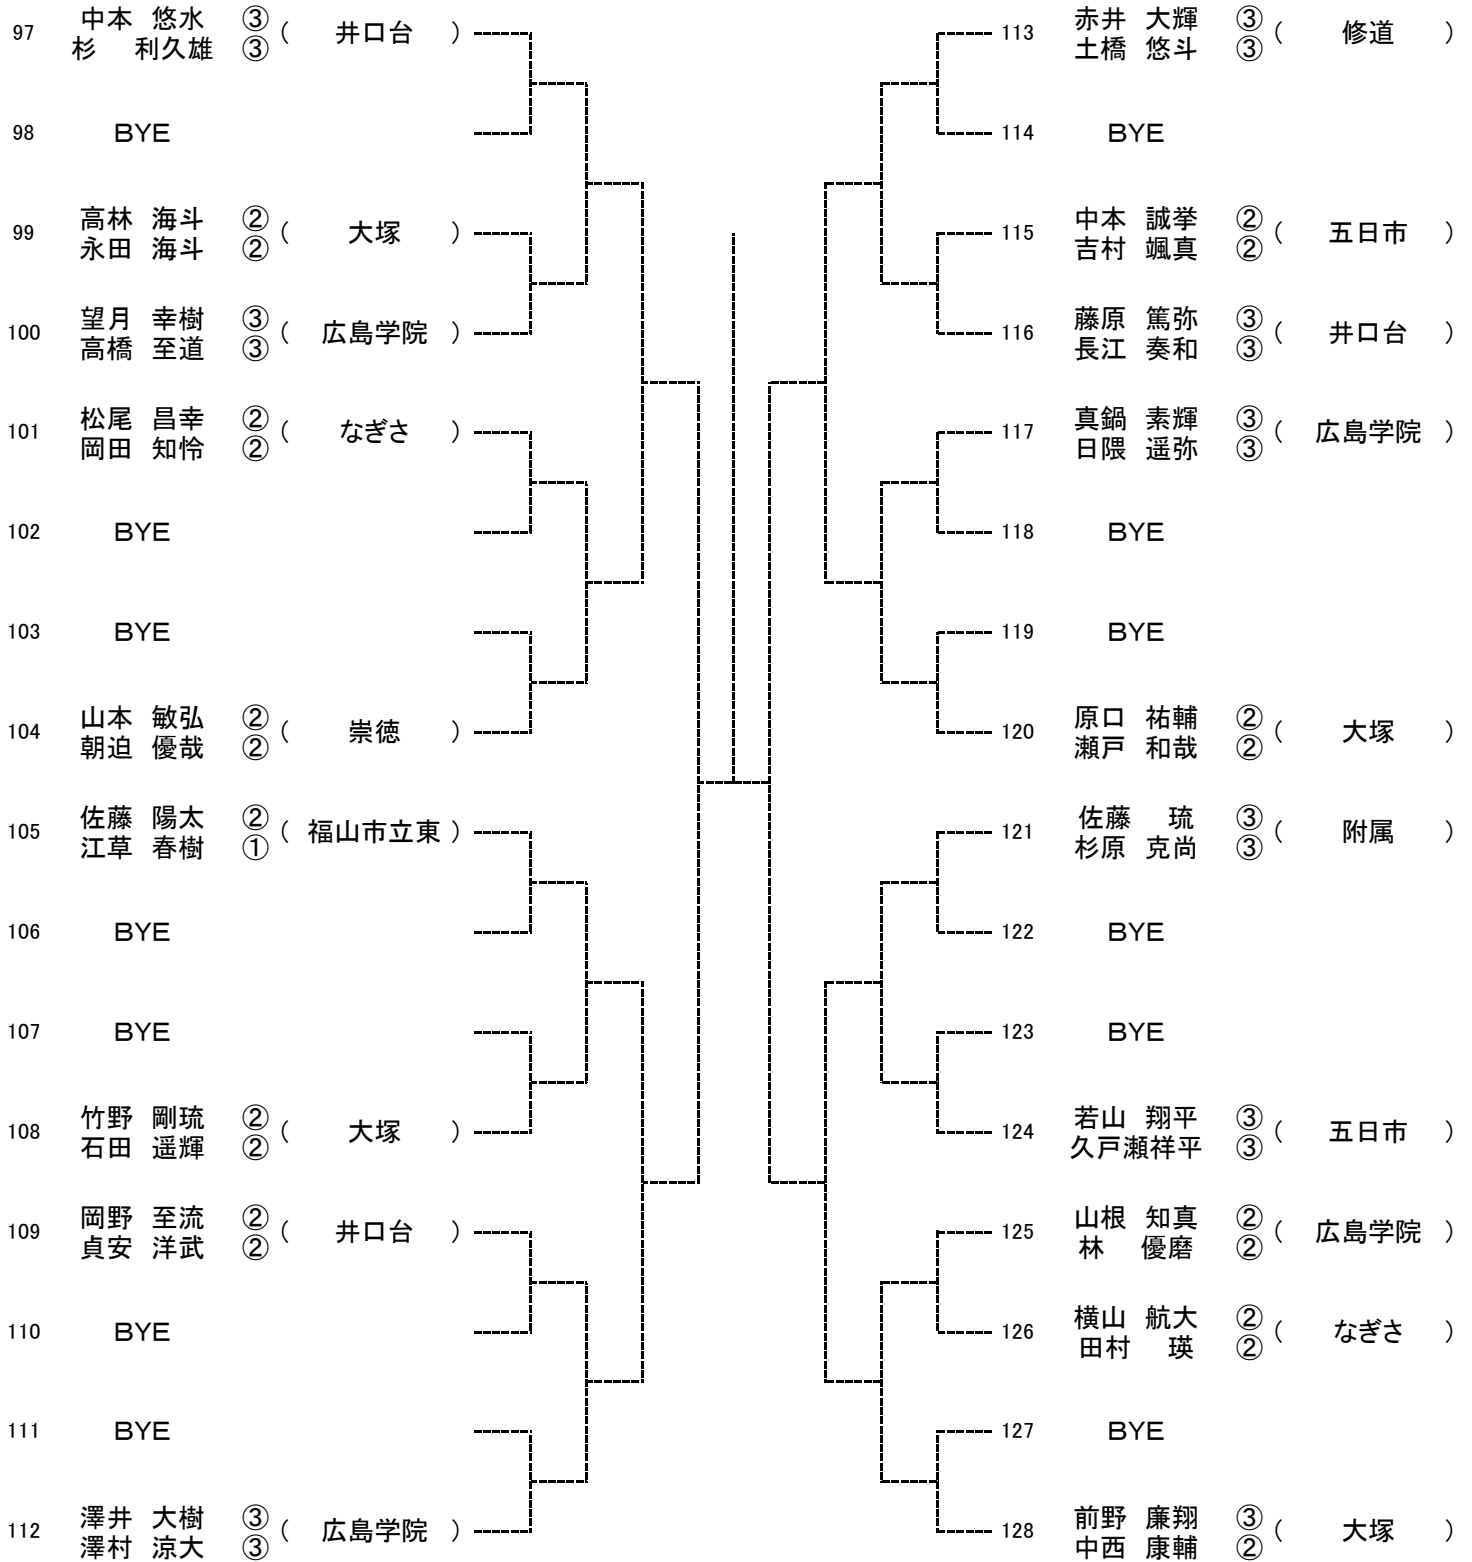 97 中本 悠水 ③ ( 井口台 )
杉 利久雄 ③
98 BYE
99 高林 海斗 ② ( 大塚 )
永田 海斗 ②
100 望月 幸樹 ③ ( 広島学院 )
高橋 至道 ③
101 松尾 昌幸 ② ( なぎさ )
岡田 知怜 ②
102 BYE
103 BYE
104 山本 敏弘 ② ( 崇徳 )
朝迫 優哉 ②
105 佐藤 陽太 ② ( 福山市立東 )
江草 春樹 ①
106 BYE
107 BYE
108 竹野 剛琉 ② ( 大塚 )
石田 遥輝 ②
109 岡野 至流 ② ( 井口台 )
貞安 洋武 ②
110 BYE
111 BYE
112 澤井 大樹 ③ ( 広島学院 )
澤村 涼大 ③
113 赤井 大輝 ③ ( 修道 )
土橋 悠斗 ③
114 BYE
115 中本 誠挙 ② ( 五日市 )
吉村 颯真 ②
116 藤原 篤弥 ③ ( 井口台 )
長江 奏和 ③
117 真鍋 素輝 ③ ( 広島学院 )
日隈 遥弥 ③
118 BYE
119 BYE
120 原口 祐輔 ② ( 大塚 )
瀬戸 和哉 ②
121 佐藤 琉 ③ ( 附属 )
杉原 克尚 ③
122 BYE
123 BYE
124 若山 翔平 ③ ( 五日市 )
久戸瀬祥平 ③
125 山根 知真 ② ( 広島学院 )
林 優磨 ②
126 横山 航大 ② ( なぎさ )
田村 瑛 ②
127 BYE
128 前野 廉翔 ③ ( 大塚 )
中西 康輔 ②